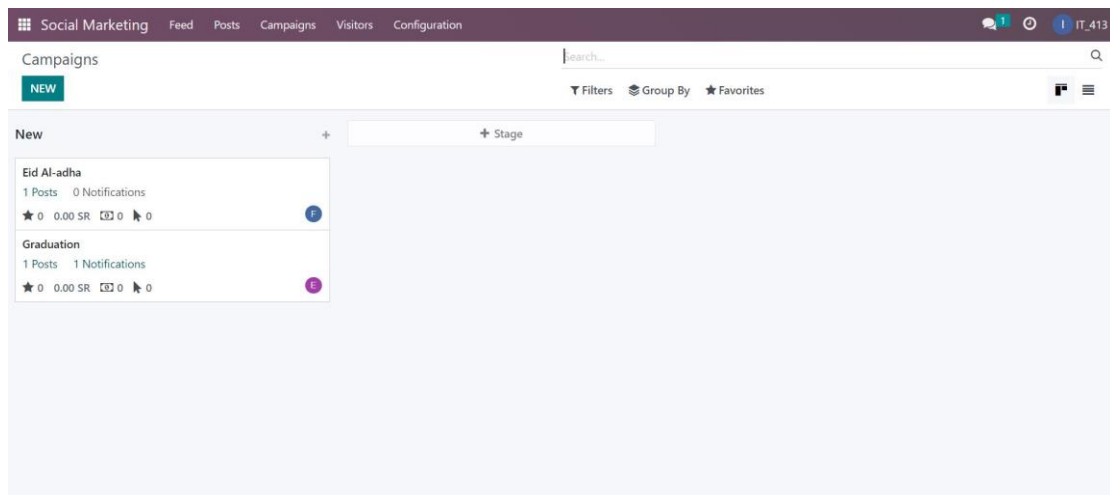 Social Marketing Feed Posts Campaigns Visitors Configuration 1 I IT_413
Campaigns Search...
NEW Filters Group By Favorites
New + + Stage
Eid Al-adha
1 Posts 0 Notifications
0 0.00 SR 0 0 F
Graduation
1 Posts 1 Notifications
0 0.00 SR 0 0 E